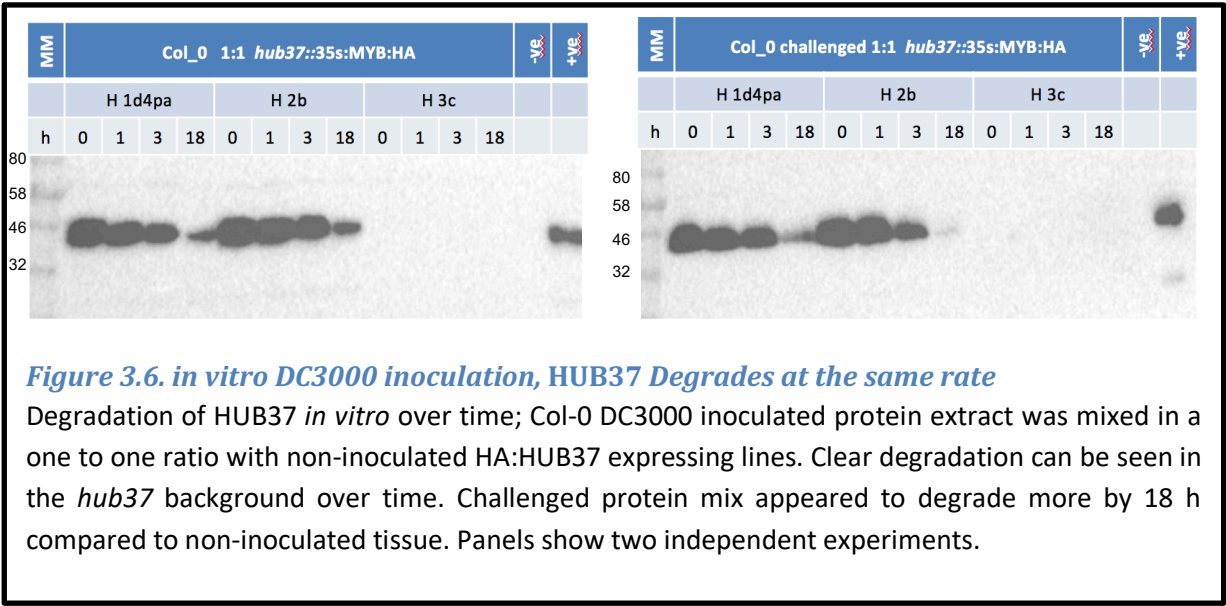 MM Col_0 1:1 hub37::35s:MYB:HA -ve +ve
H 1d4pa H 2b H 3c
h 0 1 3 18 0 1 3 18 0 1 3 18
80
58
46
32
MM Col_0 challenged 1:1 hub37::35s:MYB:HA -ve +ve
H 1d4pa H 2b H 3c
h 0 1 3 18 0 1 3 18 0 1 3 18
80
58
46
32
Figure 3.6. in vitro DC3000 inoculation, HUB37 Degrades at the same rate
Degradation of HUB37 in vitro over time; Col-0 DC3000 inoculated protein extract was mixed in a
one to one ratio with non-inoculated HA:HUB37 expressing lines. Clear degradation can be seen in
the hub37 background over time. Challenged protein mix appeared to degrade more by 18 h
compared to non-inoculated tissue. Panels show two independent experiments.